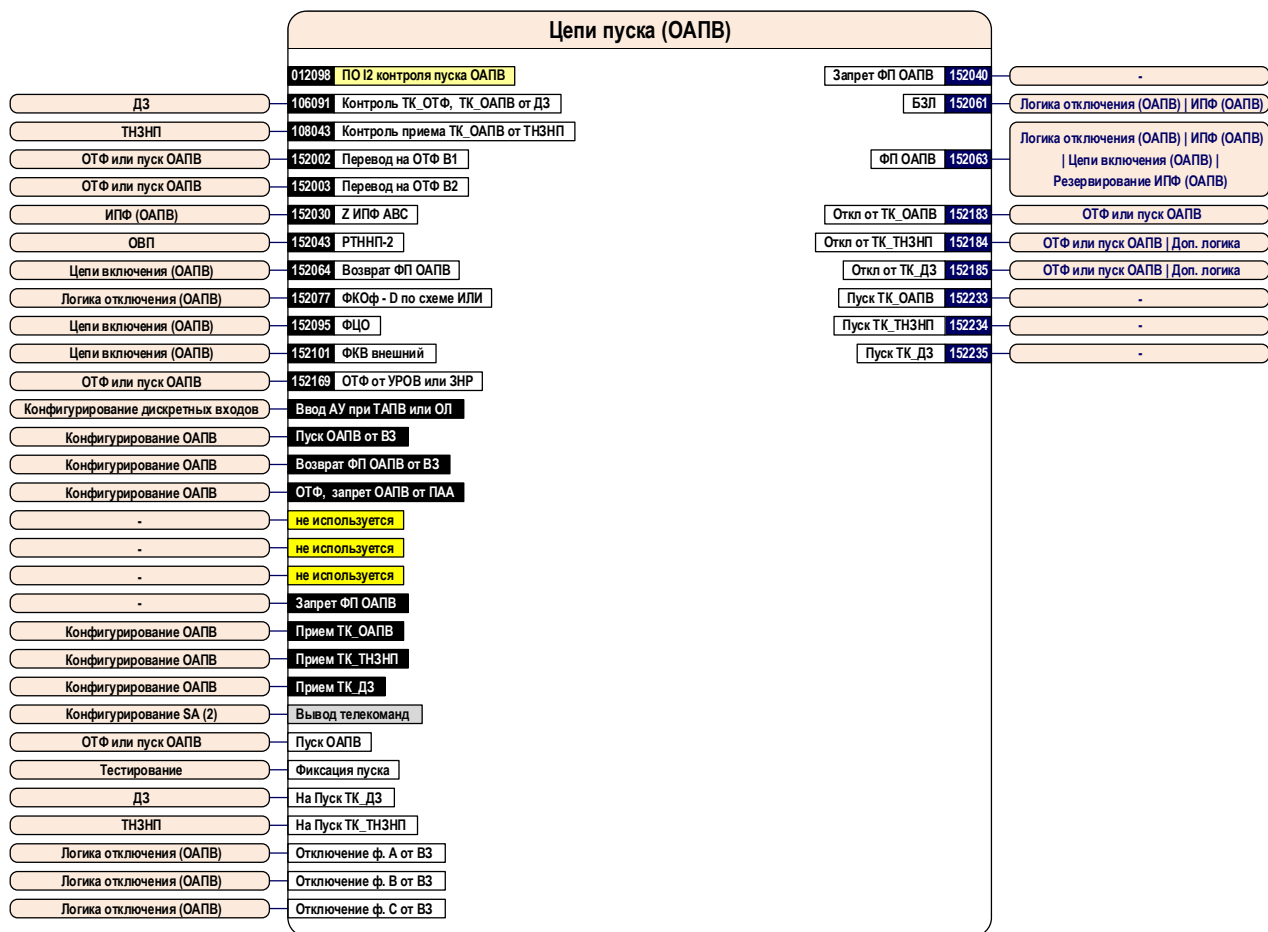 Цепи пуска (ОАПВ)
012098 ПО I2 контроля пуска ОАПВ
Запрет ФП ОАПВ 152040 -
ДЗ 106091 Контроль ТК_ОТФ, ТК_ОАПВ от ДЗ
БЗЛ 152061 Логика отключения (ОАПВ) | ИПФ (ОАПВ)
ТНЗНП 108043 Контроль приема ТК_ОАПВ от ТНЗНП
ОТФ или пуск ОАПВ 152002 Перевод на ОТФ В1
ФП ОАПВ 152063
Логика отключения (ОАПВ) | ИПФ (ОАПВ)
| Цепи включения (ОАПВ) |
Резервирование ИПФ (ОАПВ)
ОТФ или пуск ОАПВ 152003 Перевод на ОТФ В2
ИПФ (ОАПВ) 152030 Z ИПФ АВС
Откл от ТК_ОАПВ 152183 ОТФ или пуск ОАПВ
ОВП 152043 РТННП-2
Откл от ТК_ТНЗНП 152184 ОТФ или пуск ОАПВ | Доп. логика
Цепи включения (ОАПВ) 152064 Возврат ФП ОАПВ
Откл от ТК_ДЗ 152185 ОТФ или пуск ОАПВ | Доп. логика
Логика отключения (ОАПВ) 152077 ФКОф - D по схеме ИЛИ
Пуск ТК_ОАПВ 152233 -
Цепи включения (ОАПВ) 152095 ФЦО
Пуск ТК_ТНЗНП 152234 -
Цепи включения (ОАПВ) 152101 ФКВ внешний
Пуск ТК_ДЗ 152235 -
ОТФ или пуск ОАПВ 152169 ОТФ от УРОВ или ЗНР
Конфигурирование дискретных входов Ввод АУ при ТАПВ или ОЛ
Конфигурирование ОАПВ Пуск ОАПВ от ВЗ
Конфигурирование ОАПВ Возврат ФП ОАПВ от ВЗ
Конфигурирование ОАПВ ОТФ, запрет ОАПВ от ПАА
- не используется
- не используется
- не используется
- Запрет ФП ОАПВ
Конфигурирование ОАПВ Прием ТК_ОАПВ
Конфигурирование ОАПВ Прием ТК_ТНЗНП
Конфигурирование ОАПВ Прием ТК_ДЗ
Конфигурирование SA (2) Вывод телекоманд
ОТФ или пуск ОАПВ Пуск ОАПВ
Тестирование Фиксация пуска
ДЗ На Пуск ТК_ДЗ
ТНЗНП На Пуск ТК_ТНЗНП
Логика отключения (ОАПВ) Отключение ф. А от ВЗ
Логика отключения (ОАПВ) Отключение ф. В от ВЗ
Логика отключения (ОАПВ) Отключение ф. С от ВЗ